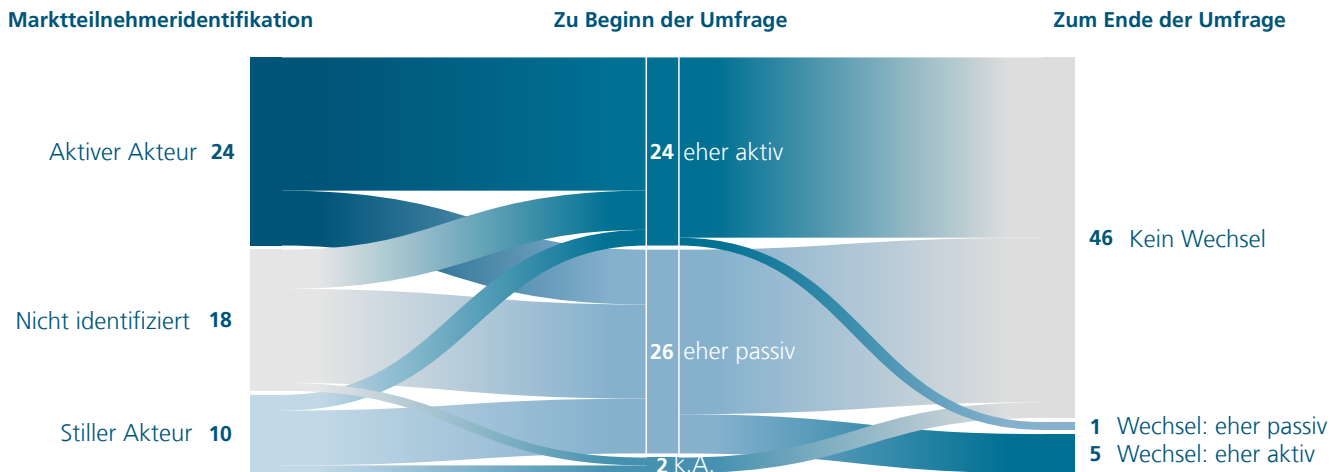 Marktteilnehmeridentifikation
Zu Beginn der Umfrage
Zum Ende der Umfrage
Aktiver Akteur 24
24 eher aktiv
46 Kein Wechsel
Nicht identifiziert 18
26 eher passiv
Stiller Akteur 10
1 Wechsel: eher passiv
5 Wechsel: eher aktiv
2 k.A.